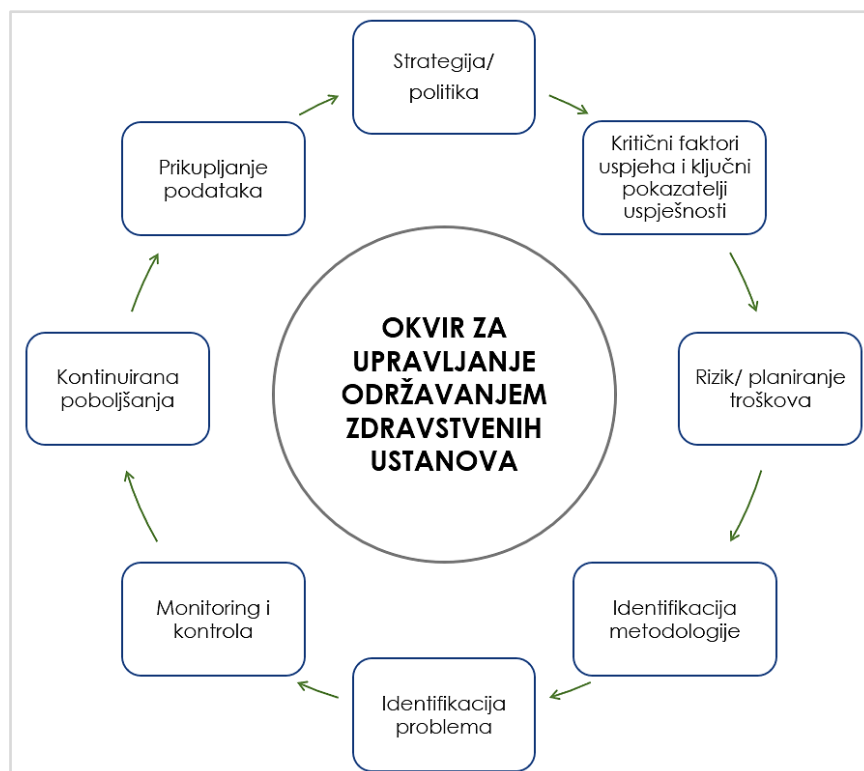 Strategija/
politika
Kritični faktori
uspjeha i ključni
pokazatelji
uspješnosti
Rizik/ planiranje
troškova
Identifikacija
metodologije
Identifikacija
problema
Monitoring i
kontrola
Kontinuirana
poboljšanja
Prikupljanje
podataka
OKVIR ZA
UPRAVLJANJE
ODRŽAVANJEM
ZDRAVSTVENIH
USTANOVA